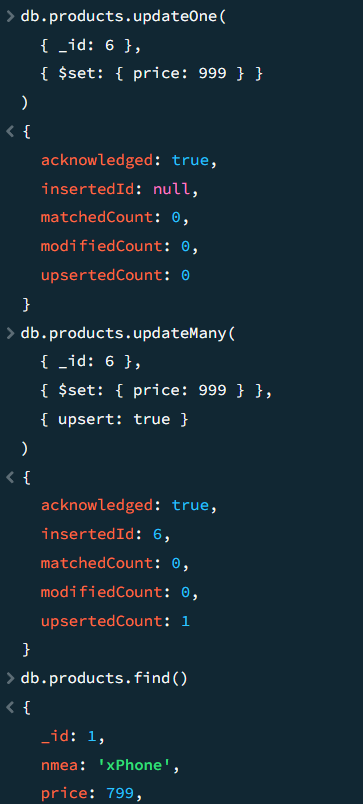 > db.products.updateOne(
{ _id: 6 },
{ $set: { price: 999 } }
)
< {
acknowledged: true,
insertedId: null,
matchedCount: 0,
modifiedCount: 0,
upsertedCount: 0
}
> db.products.updateMany(
{ _id: 6 },
{ $set: { price: 999 } },
{ upsert: true }
)
< {
acknowledged: true,
insertedId: 6,
matchedCount: 0,
modifiedCount: 0,
upsertedCount: 1
}
> db.products.find()
< {
_id: 1,
nmea: 'xPhone',
price: 799,